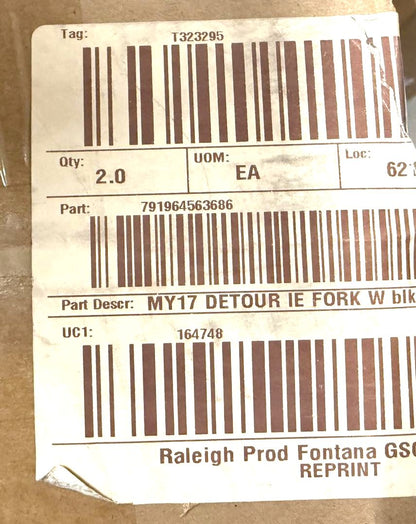 Tag: T323295
Qty: 2.0 UOM: EA Loc:
Part: 791964563686
Part Descr: MY17 DETOUR IE FORK W blk
UC1: 164748
Raleigh Prod Fontana
REPRINT